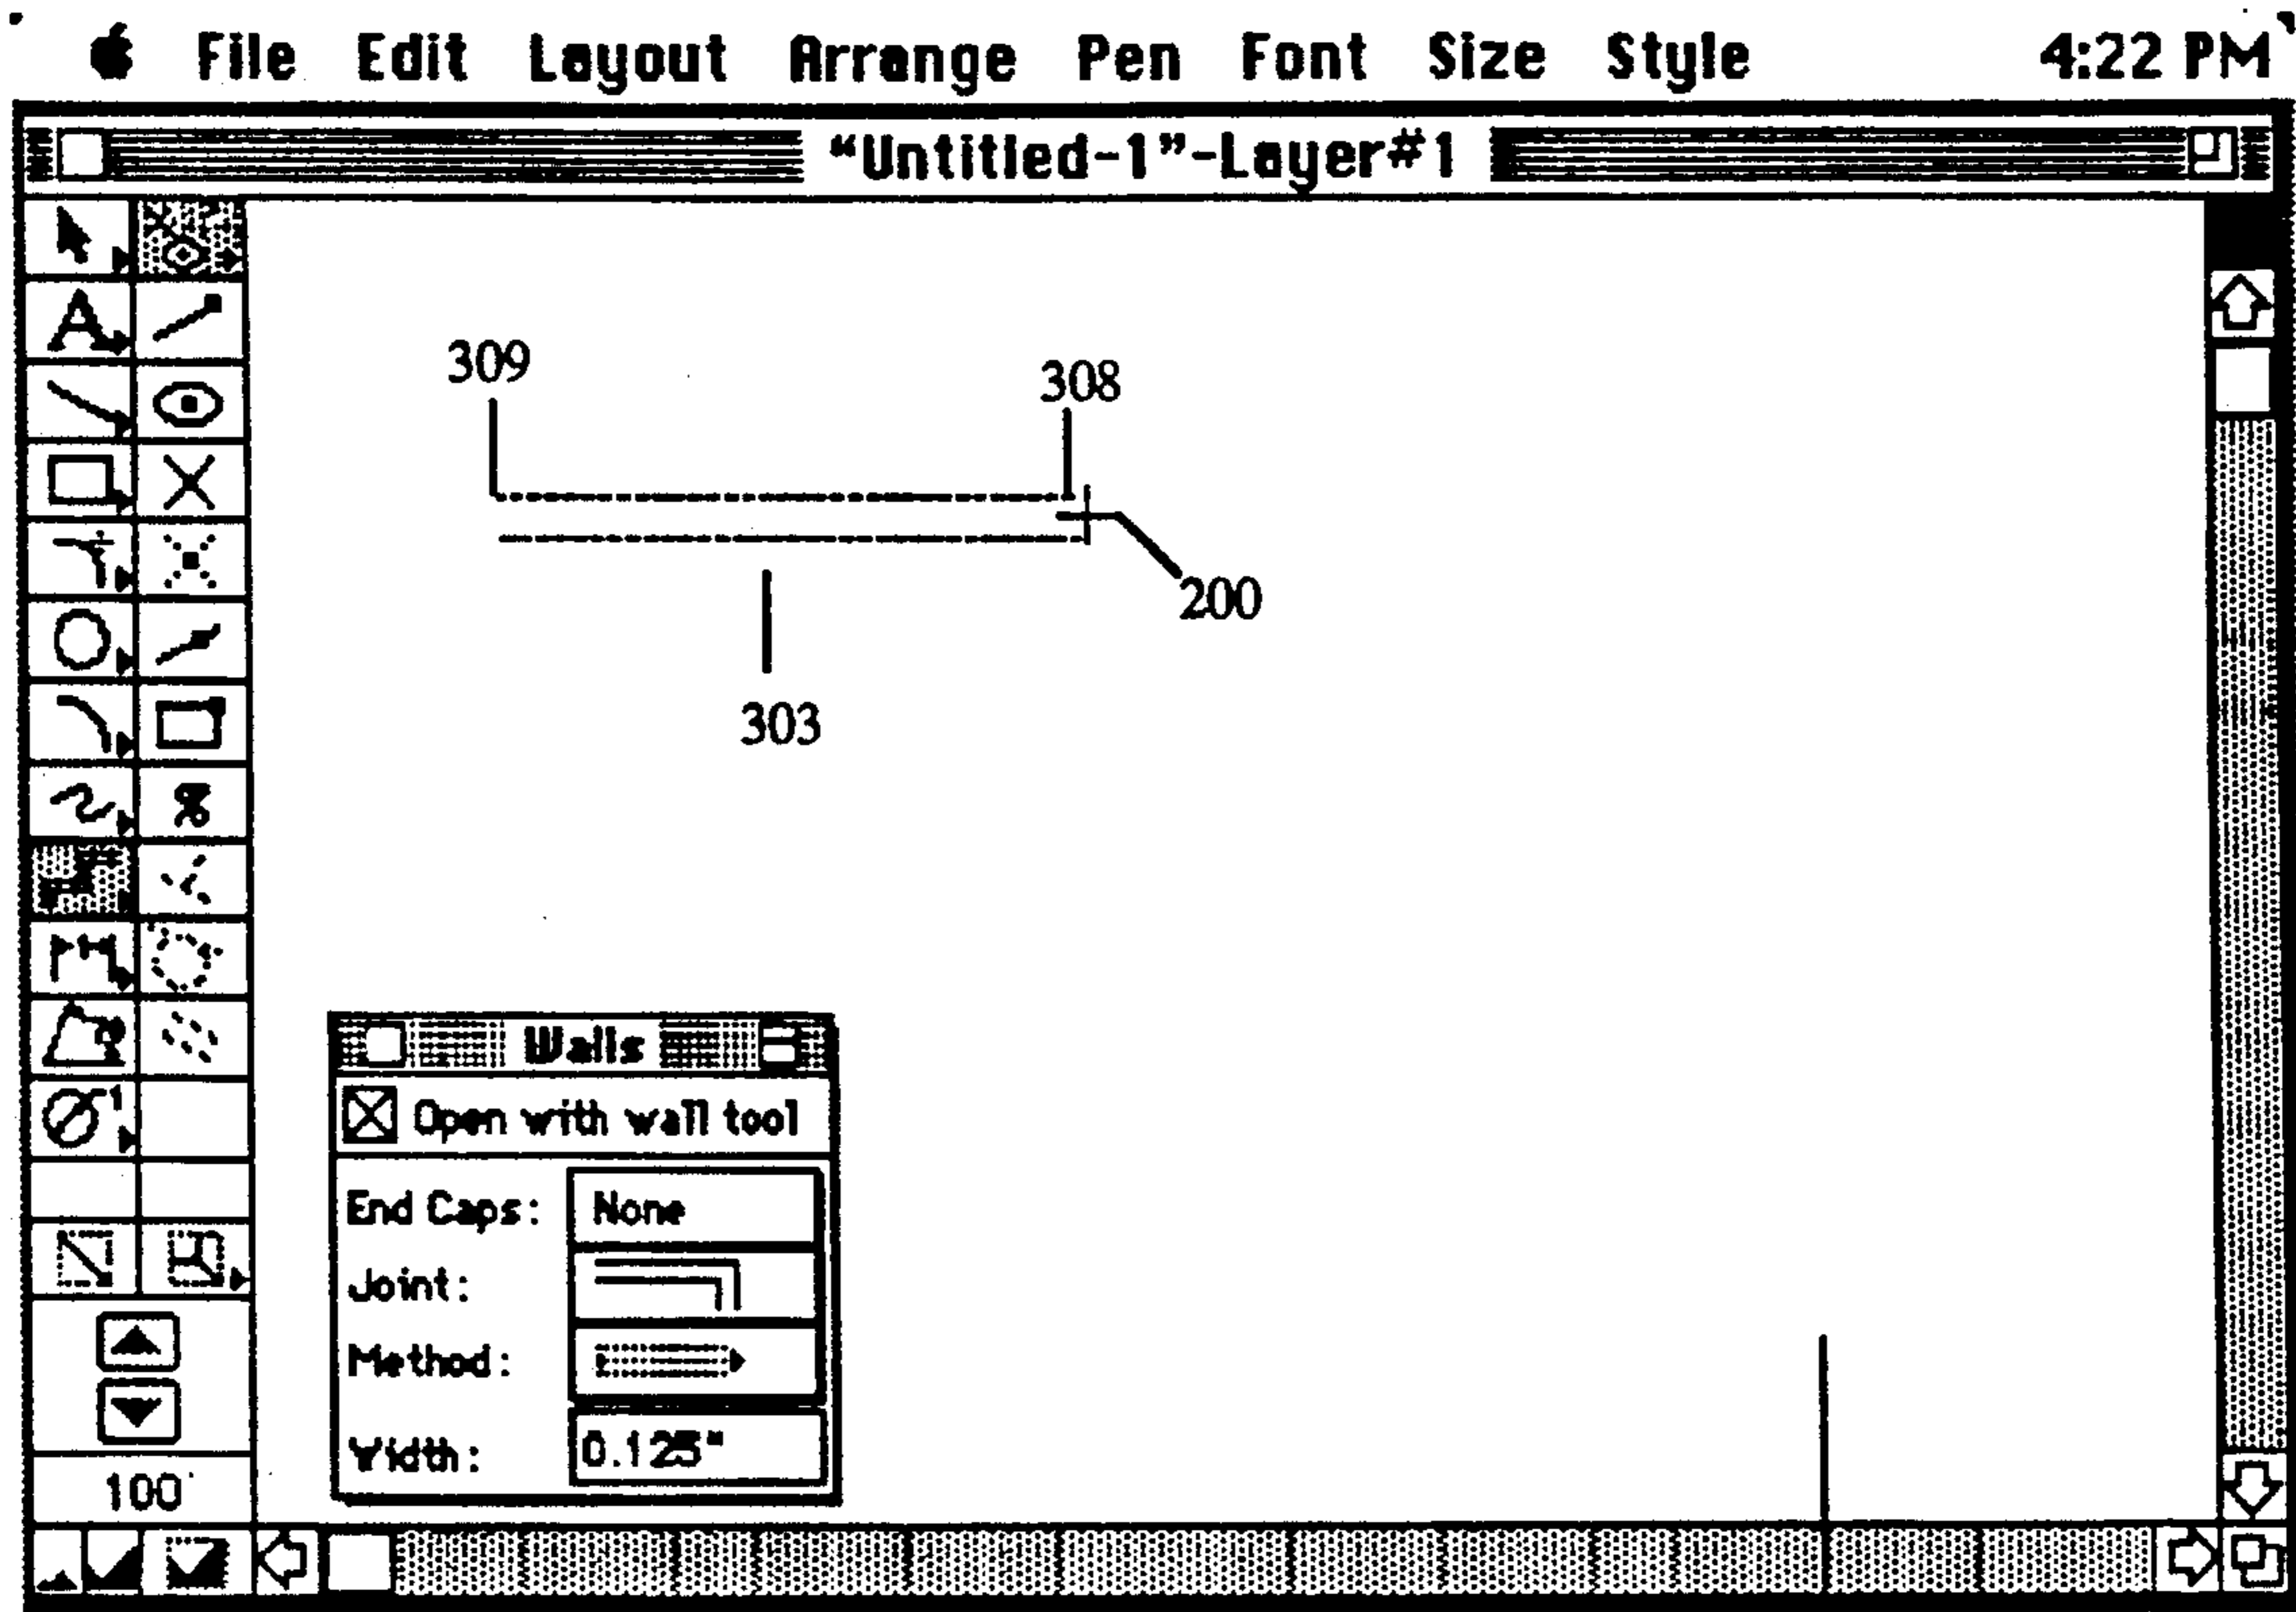 File Edit Layout Arrange Pen Font Size Style 4:22 PM
“Untitled-1”-Layer#1
A
309
308
200
303
Walls
Open with wall tool
End Caps: None
Joint:
Method:
Width: 0.125"
1
100